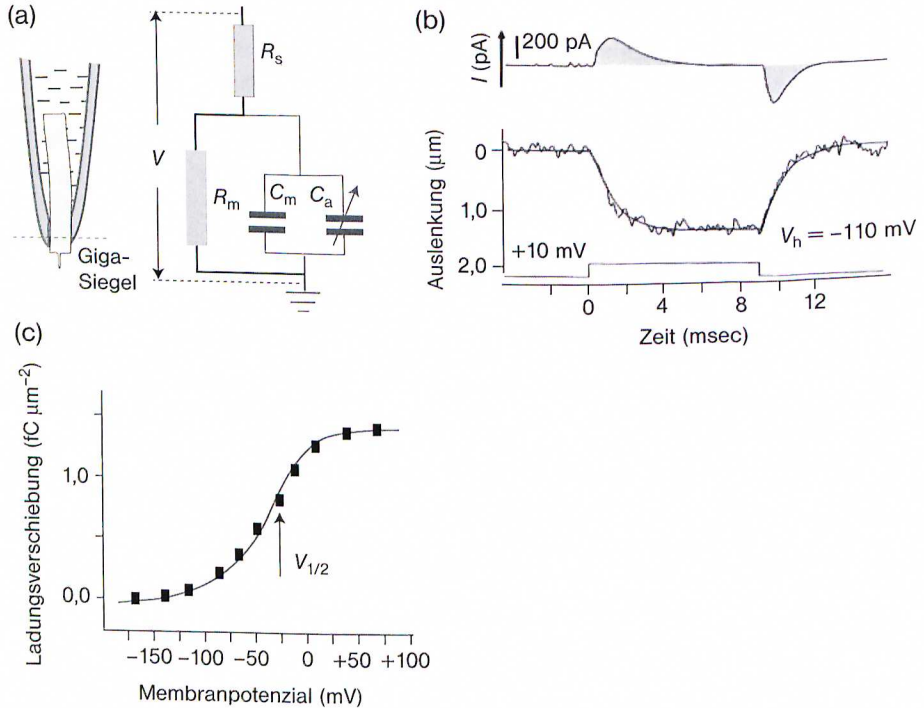 (a)
V
Rs
Rm
Cm
Ca
Giga-
Siegel
(b)
I (pA)
200 pA
Auslenkung (μm)
0
1,0
2,0
+10 mV
Vh = −110 mV
0
4
8
12
Zeit (msec)
(c)
Ladungsverschiebung (fC μm−2)
1,0
0,0
V1/2
−150
−100
−50
0
+50
+100
Membranpotenzial (mV)